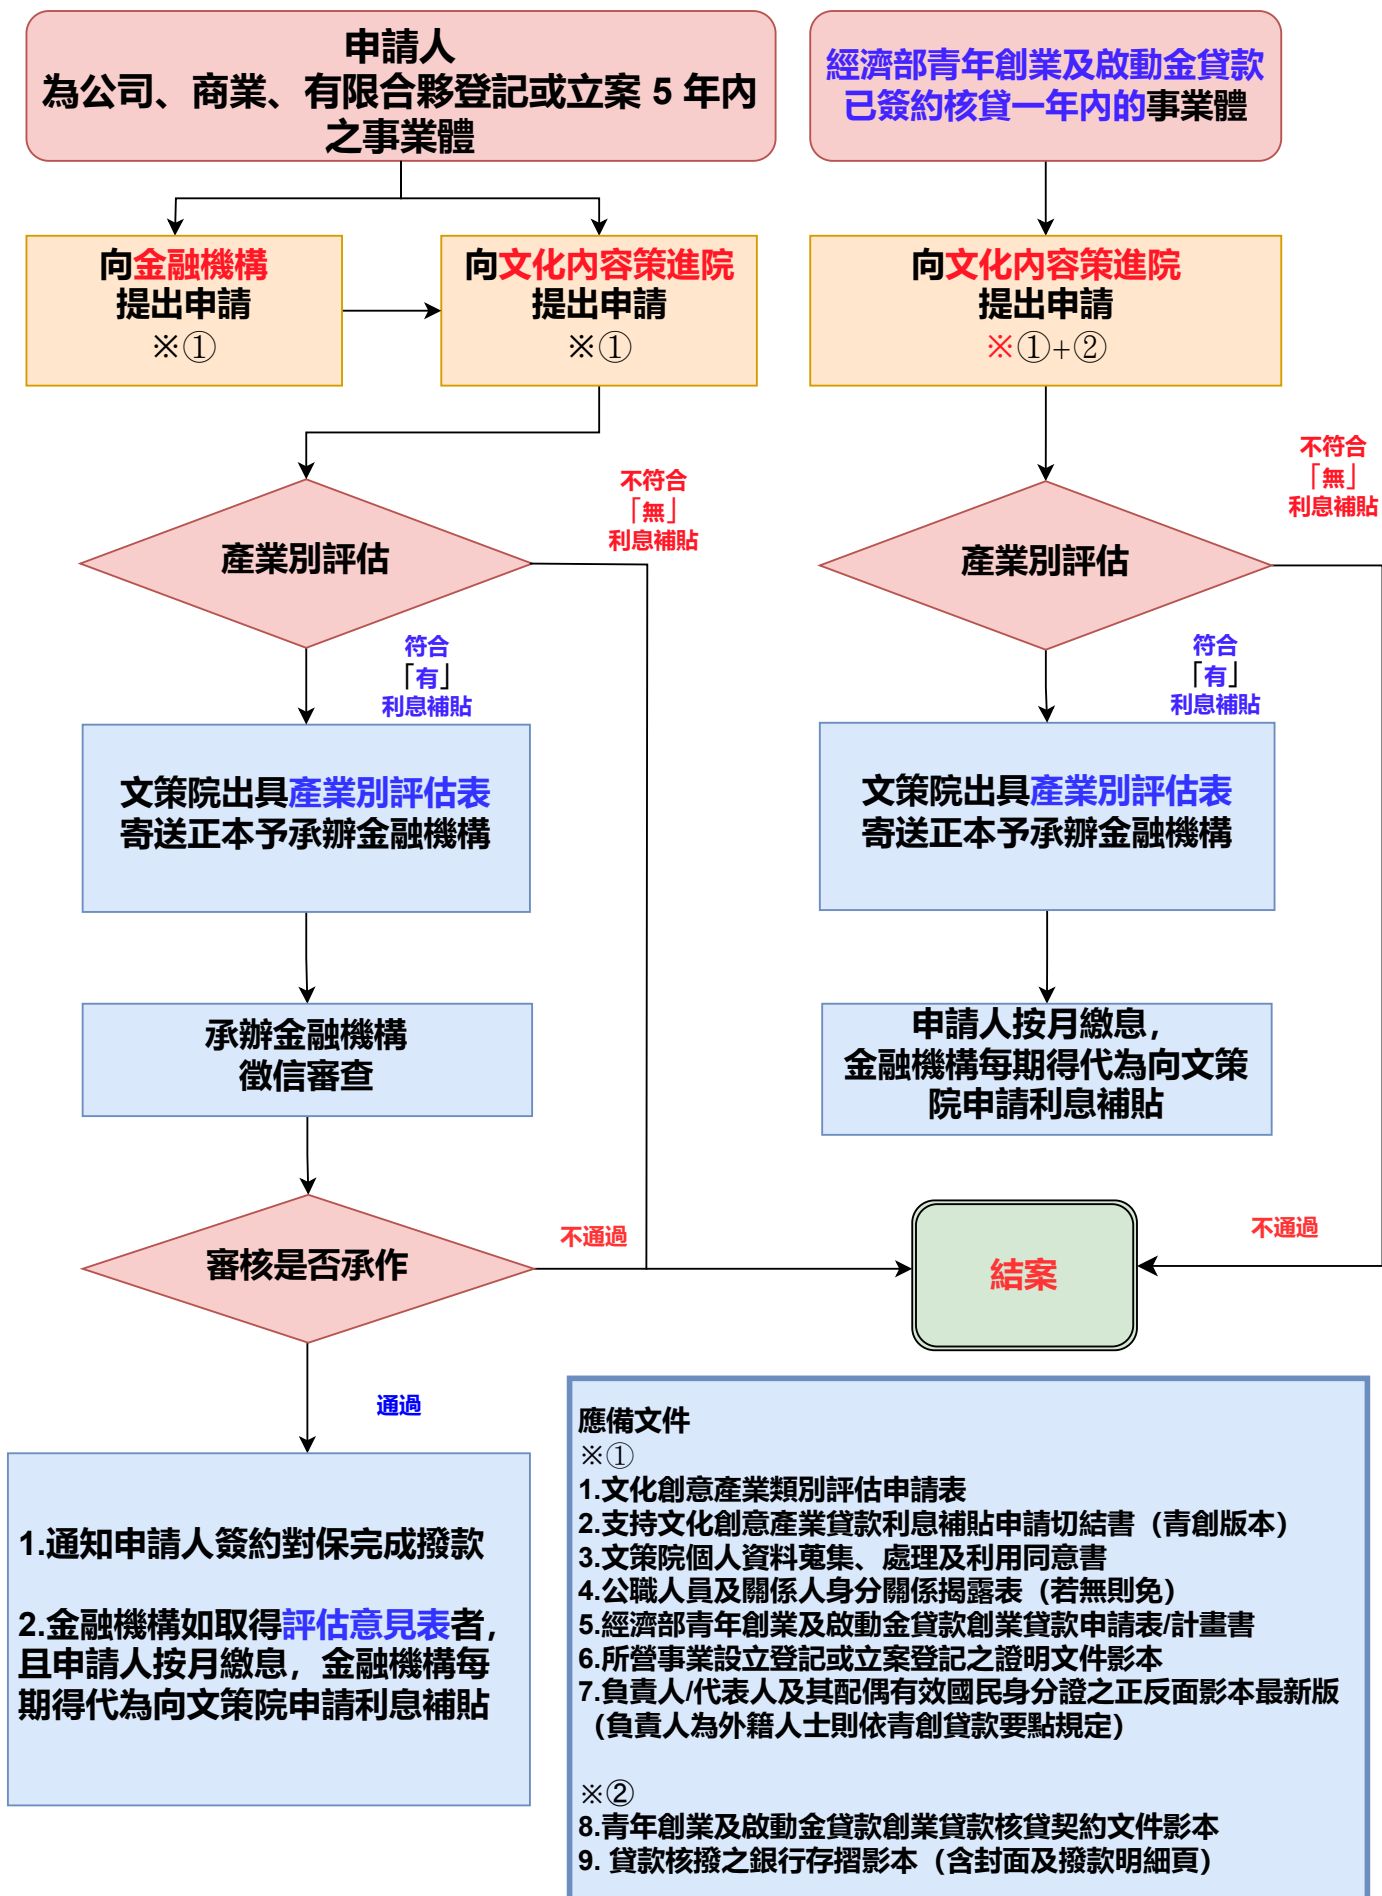 申請人
為公司、商業、有限合夥登記或立案 5 年內
之事業體
經濟部青年創業及啟動金貸款
已簽約核貸一年內的事業體
向金融機構
提出申請
※①
向文化內容策進院
提出申請
※①
向文化內容策進院
提出申請
※①+②
不符合
「無」
利息補貼
不符合
「無」
利息補貼
產業別評估
產業別評估
符合
「有」
利息補貼
符合
「有」
利息補貼
文策院出具產業別評估表
寄送正本予承辦金融機構
文策院出具產業別評估表
寄送正本予承辦金融機構
承辦金融機構
徵信審查
申請人按月繳息，
金融機構每期得代為向文策
院申請利息補貼
審核是否承作
不通過
結案
不通過
通過
1.通知申請人簽約對保完成撥款
2.金融機構如取得評估意見表者，
且申請人按月繳息，金融機構每
期得代為向文策院申請利息補貼
應備文件
※①
1.文化創意產業類別評估申請表
2.支持文化創意產業貸款利息補貼申請切結書（青創版本）
3.文策院個人資料蒐集、處理及利用同意書
4.公職人員及關係人身分關係揭露表（若無則免）
5.經濟部青年創業及啟動金貸款創業貸款申請表/計畫書
6.所營事業設立登記或立案登記之證明文件影本
7.負責人/代表人及其配偶有效國民身分證之正反面影本最新版
（負責人為外籍人士則依青創貸款要點規定）
※②
8.青年創業及啟動金貸款創業貸款核貸契約文件影本
9. 貸款核撥之銀行存摺影本（含封面及撥款明細頁）